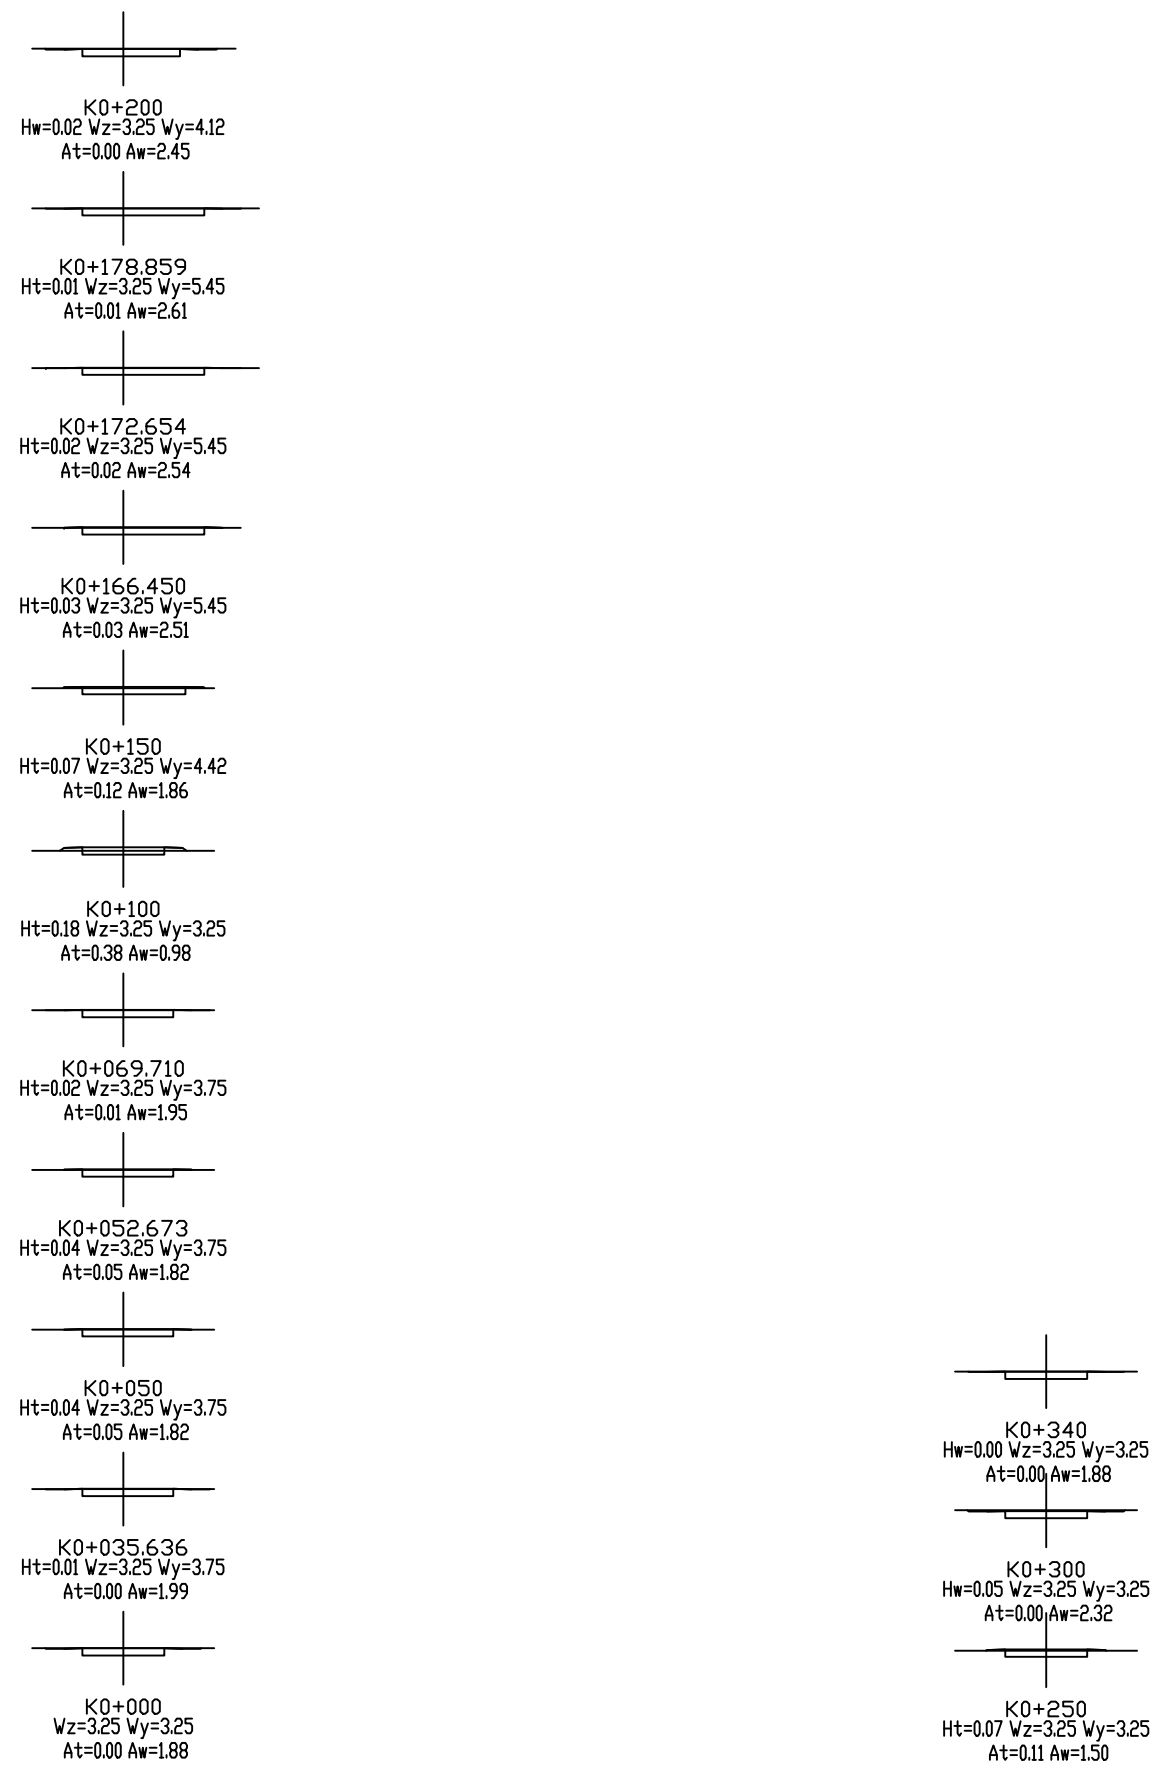 K0+200
Hw=0.02 Wz=3.25 Wy=4.12
At=0.00 Aw=2.45
K0+178.859
Ht=0.01 Wz=3.25 Wy=5.45
At=0.01 Aw=2.61
K0+172.654
Ht=0.02 Wz=3.25 Wy=5.45
At=0.02 Aw=2.54
K0+166.450
Ht=0.03 Wz=3.25 Wy=5.45
At=0.03 Aw=2.51
K0+150
Ht=0.07 Wz=3.25 Wy=4.42
At=0.12 Aw=1.86
K0+100
Ht=0.18 Wz=3.25 Wy=3.25
At=0.38 Aw=0.98
K0+069.710
Ht=0.02 Wz=3.25 Wy=3.75
At=0.01 Aw=1.95
K0+052.673
Ht=0.04 Wz=3.25 Wy=3.75
At=0.05 Aw=1.82
K0+050
Ht=0.04 Wz=3.25 Wy=3.75
At=0.05 Aw=1.82
K0+035.636
Ht=0.01 Wz=3.25 Wy=3.75
At=0.00 Aw=1.99
K0+000
Wz=3.25 Wy=3.25
At=0.00 Aw=1.88
K0+340
Hw=0.00 Wz=3.25 Wy=3.25
At=0.00 Aw=1.88
K0+300
Hw=0.05 Wz=3.25 Wy=3.25
At=0.00 Aw=2.32
K0+250
Ht=0.07 Wz=3.25 Wy=3.25
At=0.11 Aw=1.50